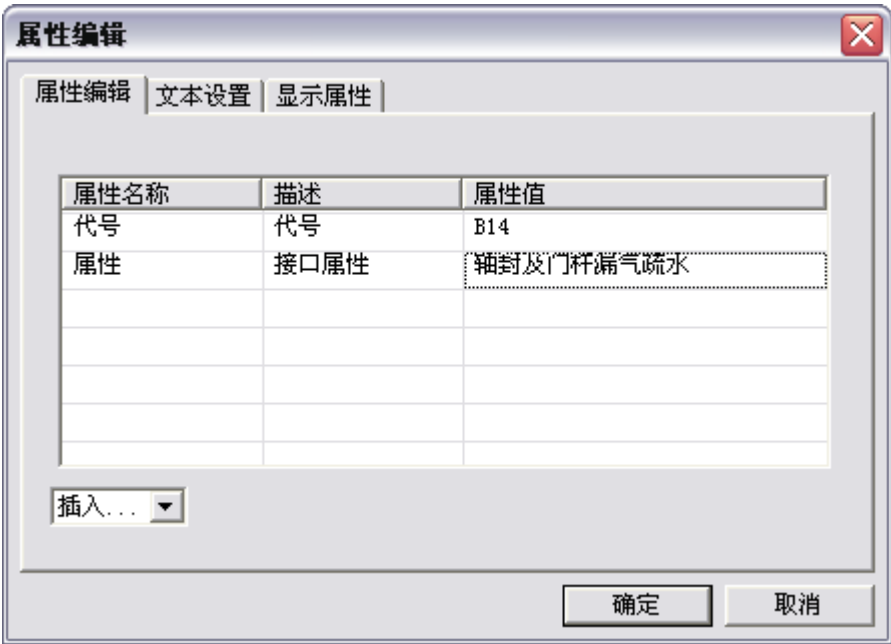 属性编辑
属性编辑 文本设置 显示属性
属性名称 描述 属性值
代号 代号 B14
属性 接口属性 轴封及门杆漏气疏水
插入...
确定 取消